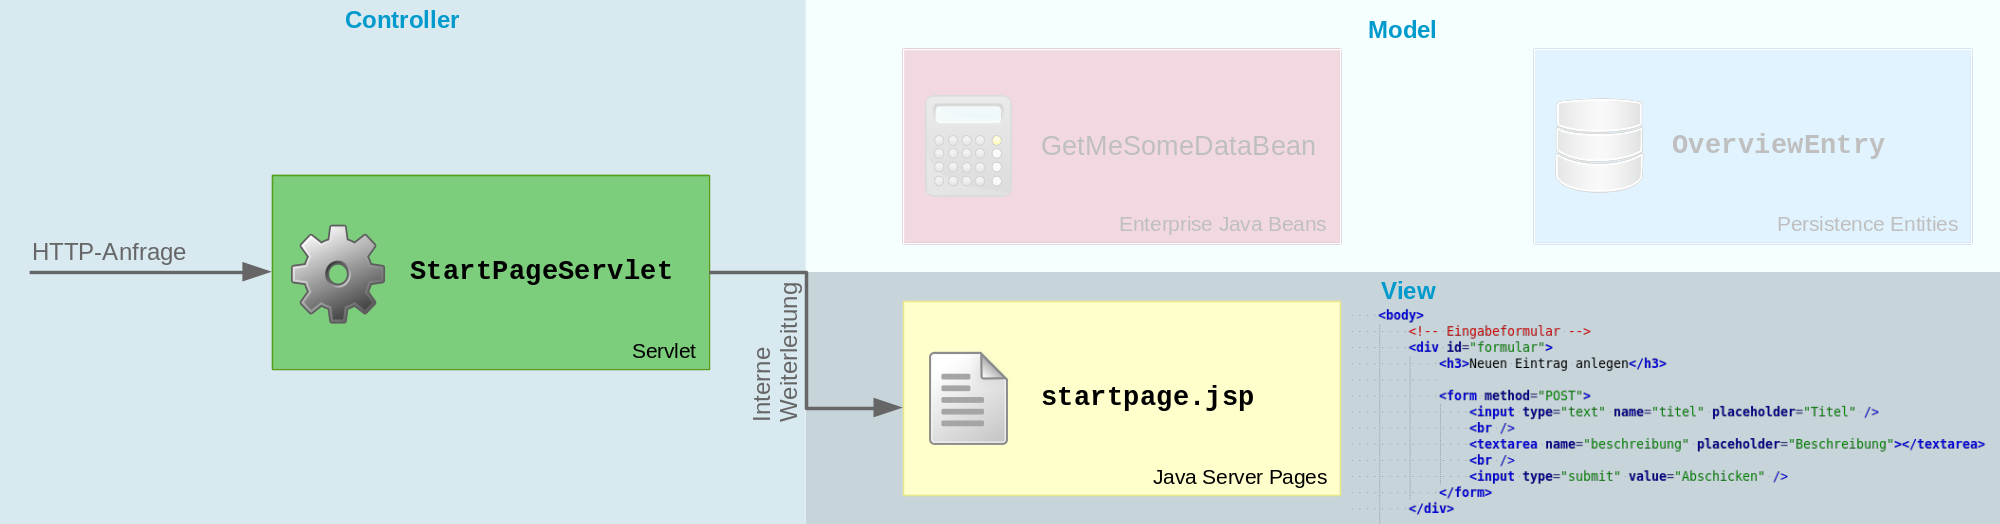 Controller
HTTP-Anfrage
StartPageServlet
Servlet
Interne
Weiterleitung
Model
GetMeSomeDataBean
Enterprise Java Beans
OverviewEntry
Persistence Entities
startpage.jsp
Java Server Pages
View
<body>
<!-- Eingabeformular -->
<div id="formular">
<h3>Neuen Eintrag anlegen</h3>
<form method="POST">
<input type="text" name="titel" placeholder="Titel" />
<br />
<textarea name="beschreibung" placeholder="Beschreibung"></textarea>
<br />
<input type="submit" value="Abschicken" />
</form>
</div>